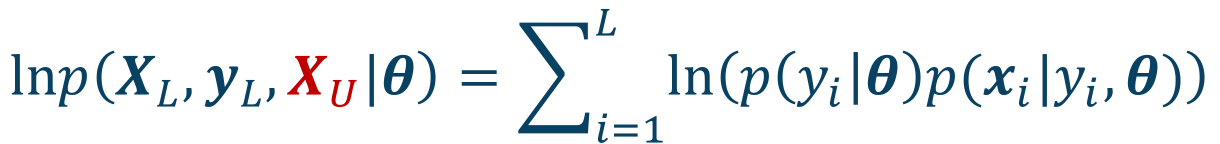 lnp(X_L, y_L, X_U|θ) = ∑_{i=1}^{L} ln(p(y_i|θ)p(x_i|y_i, θ))